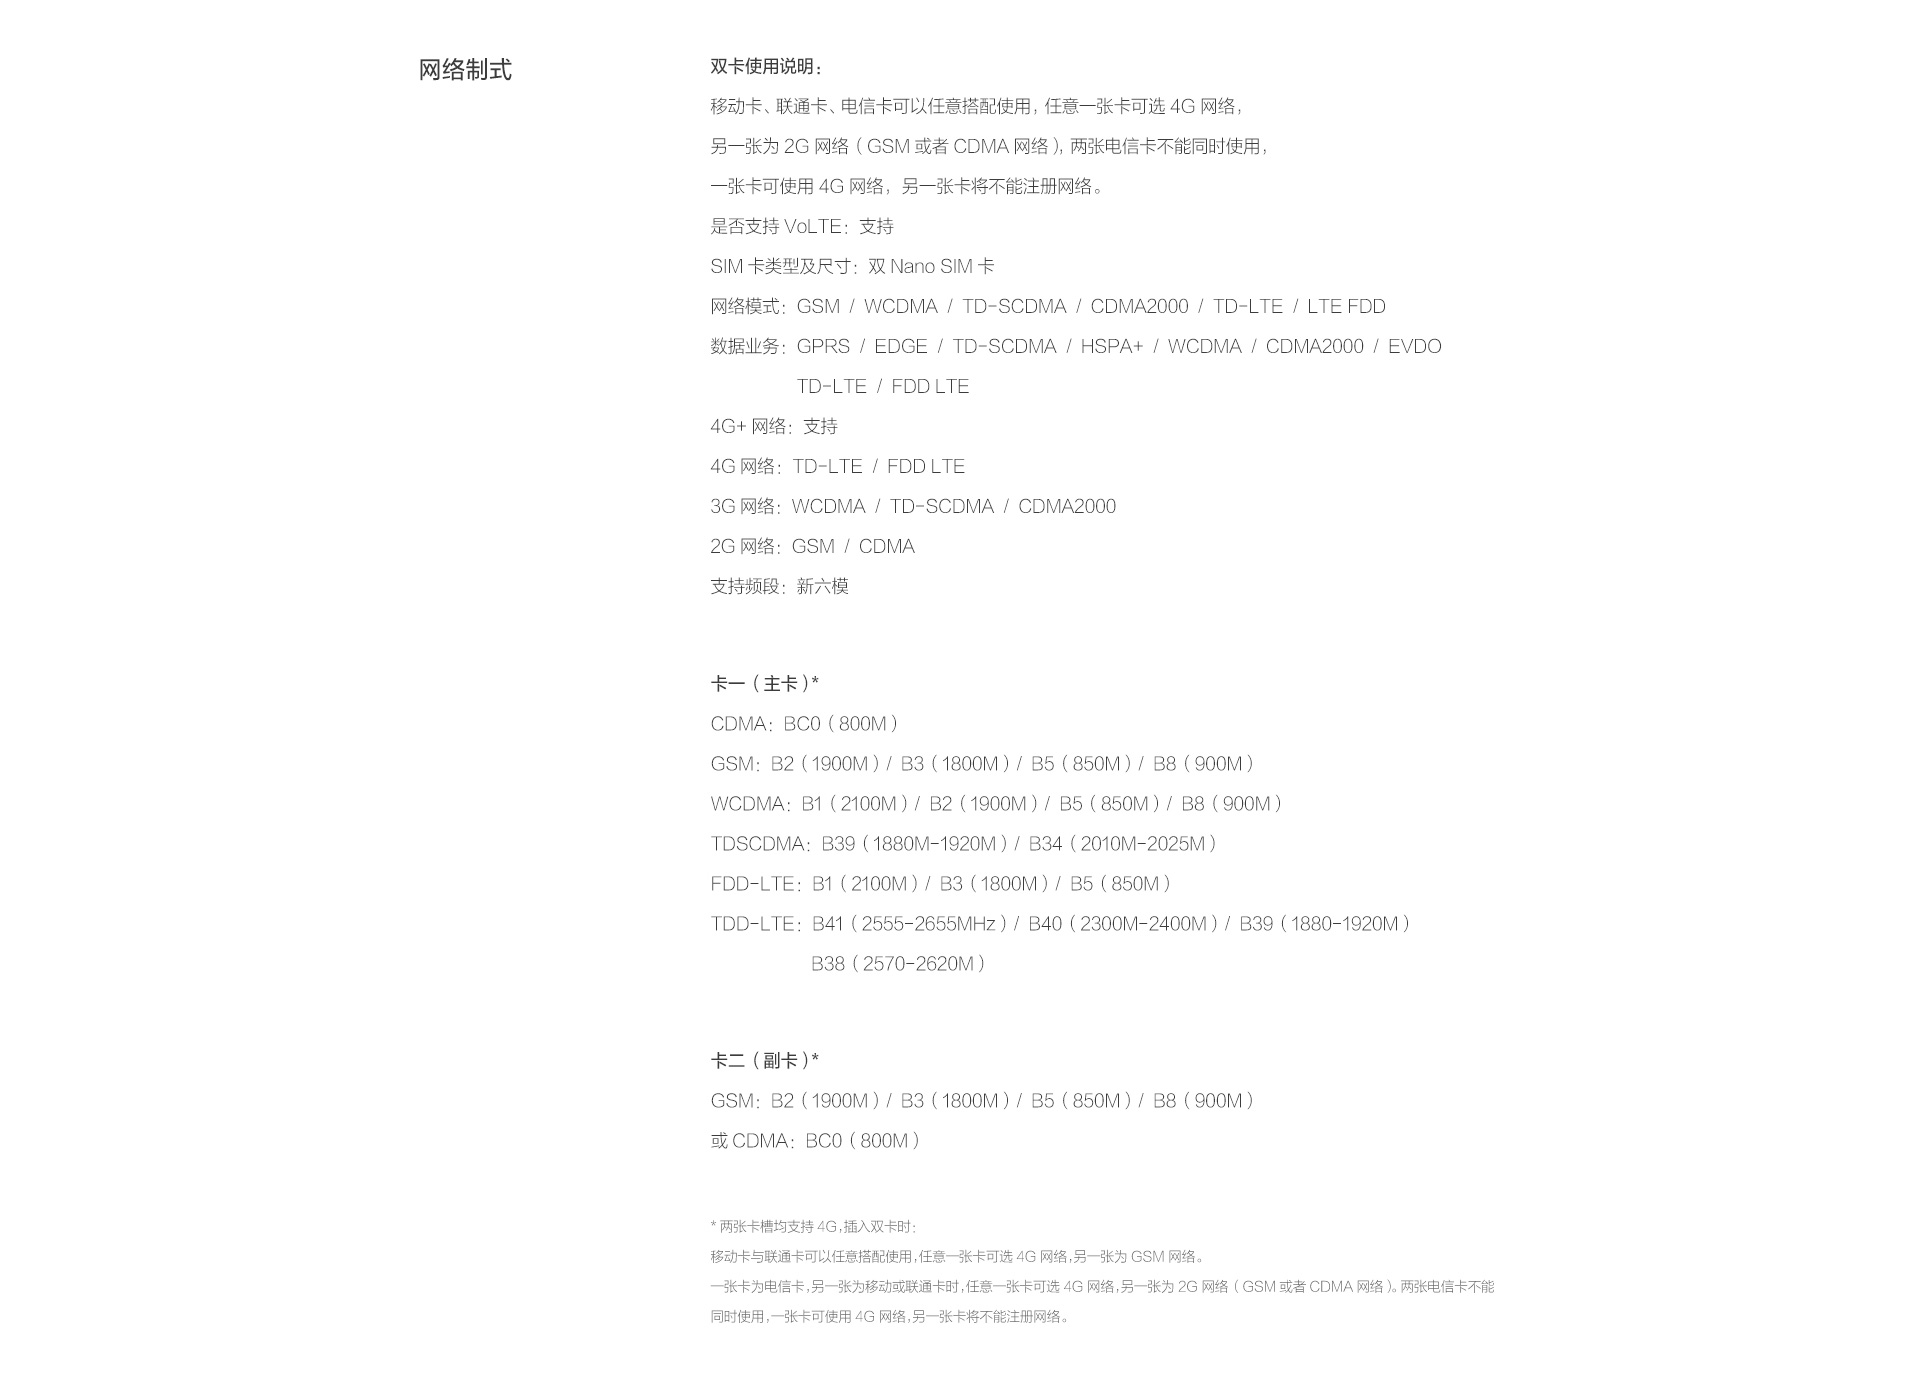 网络制式
双卡使用说明：
移动卡、联通卡、电信卡可以任意搭配使用，任意一张卡可选 4G 网络，
另一张为 2G 网络（GSM 或者 CDMA 网络），两张电信卡不能同时使用，
一张卡可使用 4G 网络，另一张卡将不能注册网络。
是否支持 VoLTE：支持
SIM 卡类型及尺寸：双 Nano SIM 卡
网络模式：GSM / WCDMA / TD-SCDMA / CDMA2000 / TD-LTE / LTE FDD
数据业务：GPRS / EDGE / TD-SCDMA / HSPA+ / WCDMA / CDMA2000 / EVDO
TD-LTE / FDD LTE
4G+ 网络：支持
4G 网络：TD-LTE / FDD LTE
3G 网络：WCDMA / TD-SCDMA / CDMA2000
2G 网络：GSM / CDMA
支持频段：新六模
卡一（主卡）*
CDMA：BC0（800M）
GSM：B2（1900M）/ B3（1800M）/ B5（850M）/ B8（900M）
WCDMA：B1（2100M）/ B2（1900M）/ B5（850M）/ B8（900M）
TDSCDMA：B39（1880M-1920M）/ B34（2010M-2025M）
FDD-LTE：B1（2100M）/ B3（1800M）/ B5（850M）
TDD-LTE：B41（2555-2655MHz）/ B40（2300M-2400M）/ B39（1880-1920M）
B38（2570-2620M）
卡二（副卡）*
GSM：B2（1900M）/ B3（1800M）/ B5（850M）/ B8（900M）
或 CDMA：BC0（800M）
* 两张卡槽均支持 4G，插入双卡时：
移动卡与联通卡可以任意搭配使用，任意一张卡可选 4G 网络，另一张为 GSM 网络。
一张卡为电信卡，另一张为移动或联通卡时，任意一张卡可选 4G 网络，另一张为 2G 网络（GSM 或者 CDMA 网络）。两张电信卡不能
同时使用，一张卡可使用 4G 网络，另一张卡将不能注册网络。